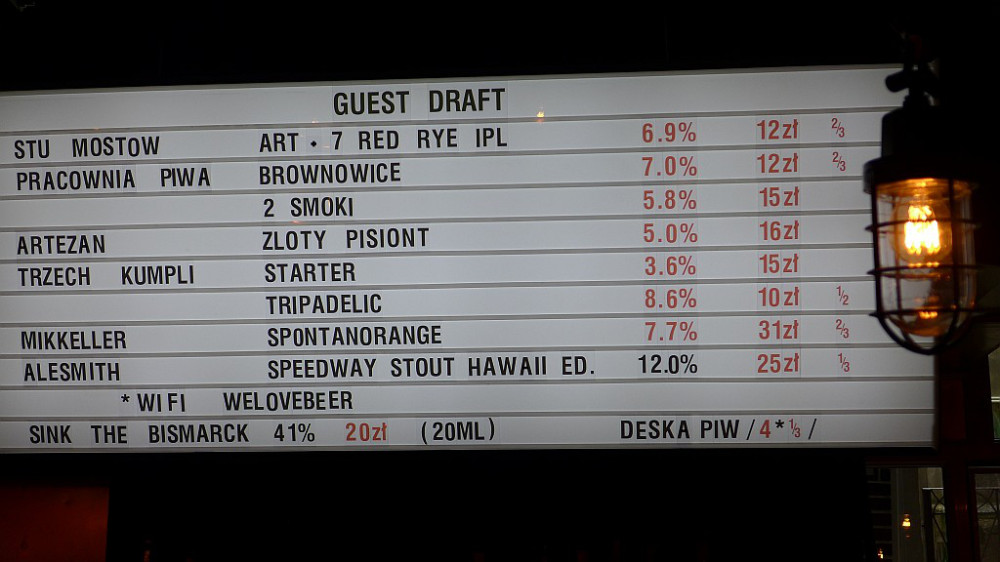 GUEST DRAFT
STU MOSTOW ART • 7 RED RYE IPL 6.9% 12zł 2/3
PRACOWNIA PIWA BROWNOWICE 7.0% 12zł 2/3
2 SMOKI 5.8% 15zł
ARTEZAN ZLOTY PISIONT 5.0% 16zł
TRZECH KUMPLI STARTER 3.6% 15zł
TRIPADELIC 8.6% 10zł 1/2
MIKKELLER SPONTANORANGE 7.7% 31zł 2/3
ALESMITH SPEEDWAY STOUT HAWAII ED. 12.0% 25zł 1/3
* WIFI WELOVEBEER
SINK THE BISMARCK 41% 20zł (20ML) DESKA PIW / 4 * 1/3 /